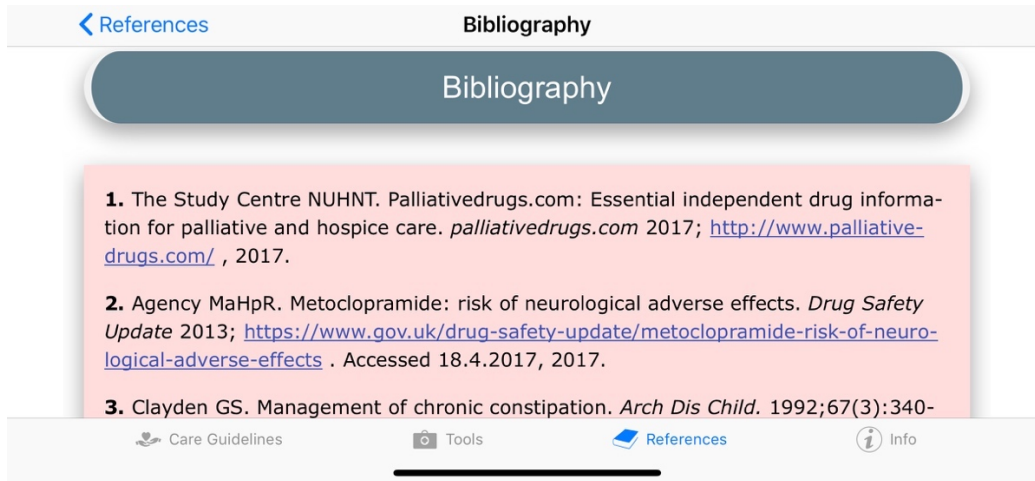 References
Bibliography
Bibliography
1. The Study Centre NUHNT. Palliativedrugs.com: Essential independent drug informa-
tion for palliative and hospice care. palliativedrugs.com 2017; http://www.palliative-
drugs.com/ , 2017.
2. Agency MaHpR. Metoclopramide: risk of neurological adverse effects. Drug Safety
Update 2013; https://www.gov.uk/drug-safety-update/metoclopramide-risk-of-neuro-
logical-adverse-effects . Accessed 18.4.2017, 2017.
3. Clayden GS. Management of chronic constipation. Arch Dis Child. 1992;67(3):340-
Care Guidelines
Tools
References
Info